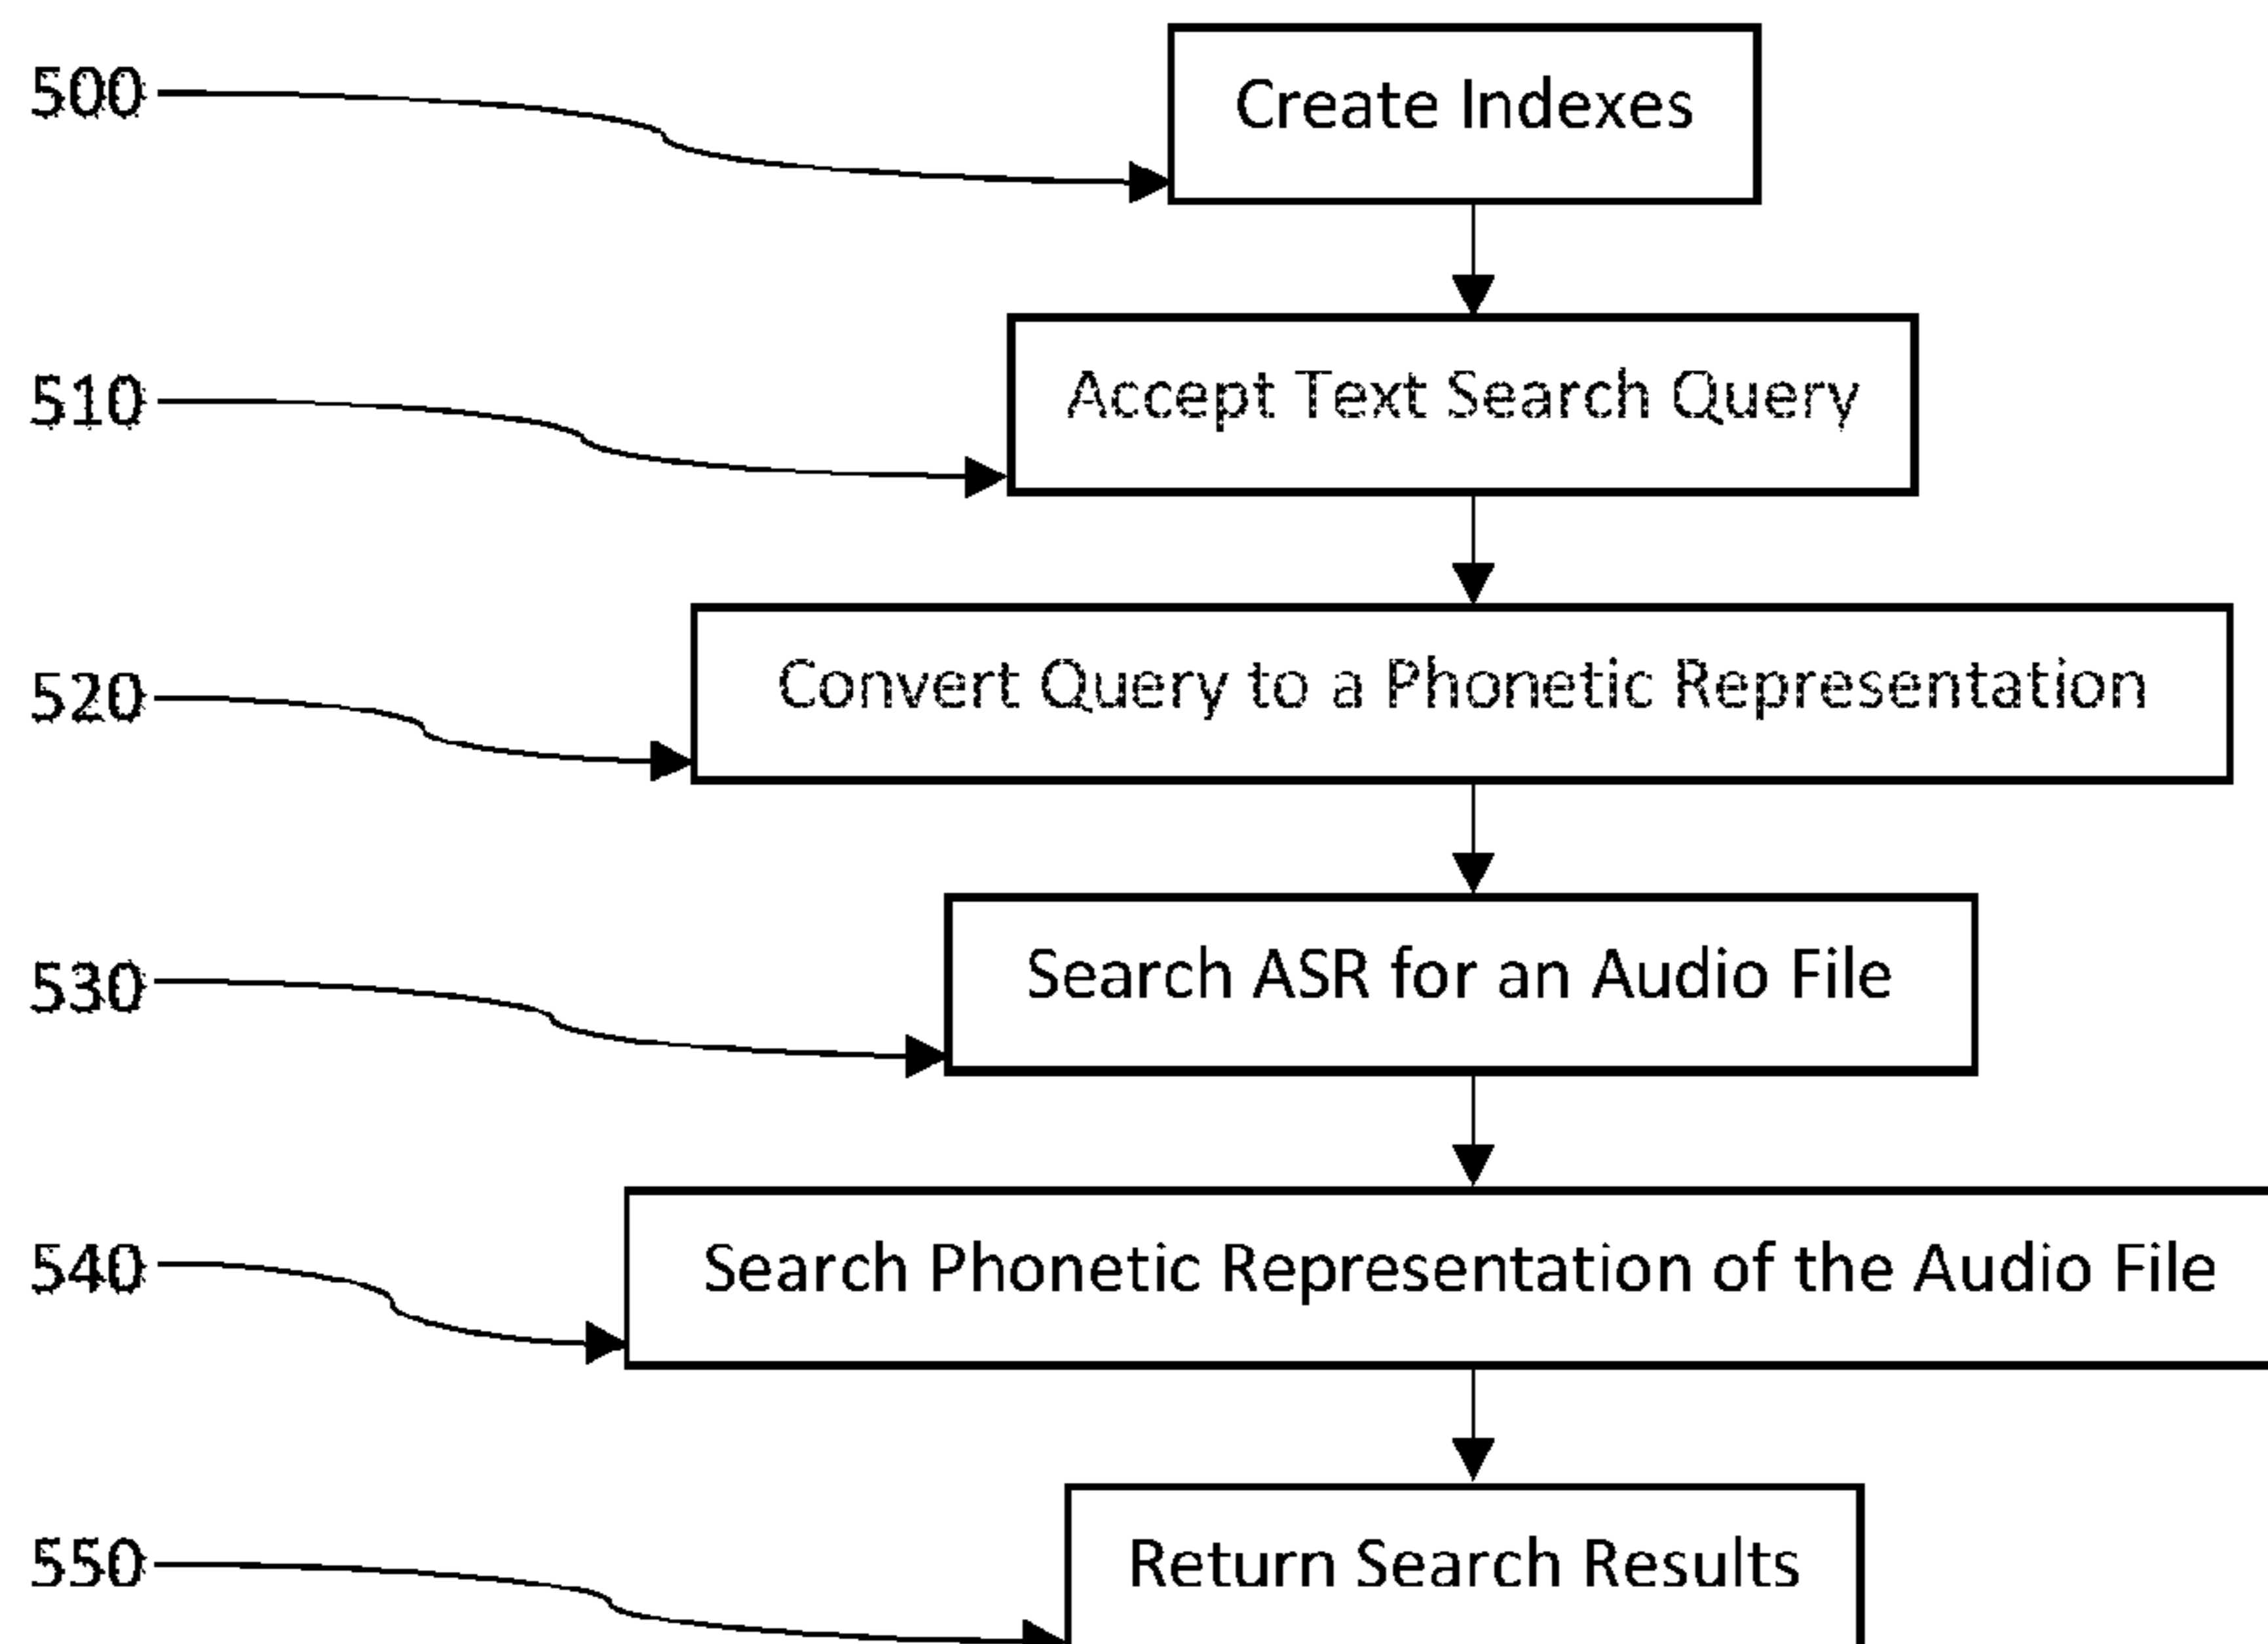 500
Create Indexes
510
Accept Text Search Query
520
Convert Query to a Phonetic Representation
530
Search ASR for an Audio File
540
Search Phonetic Representation of the Audio File
550
Return Search Results